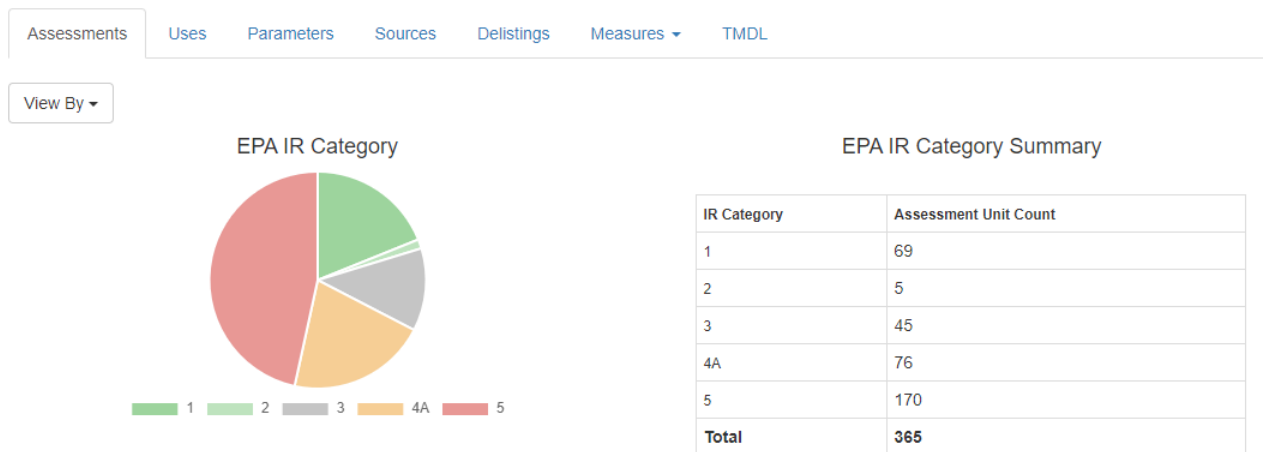 Assessments Uses Parameters Sources Delistings Measures TMDL
View By
EPA IR Category
1 2 3 4A 5
EPA IR Category Summary
IR Category Assessment Unit Count
1 69
2 5
3 45
4A 76
5 170
Total 365